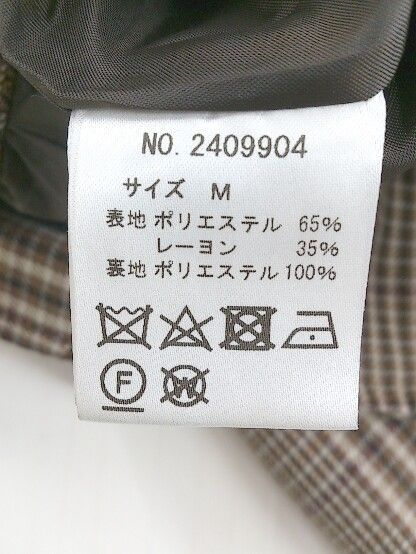 NO. 2409904
サイズ M
表地 ポリエステル 65%
レーヨン 35%
裏地 ポリエステル 100%
F
W